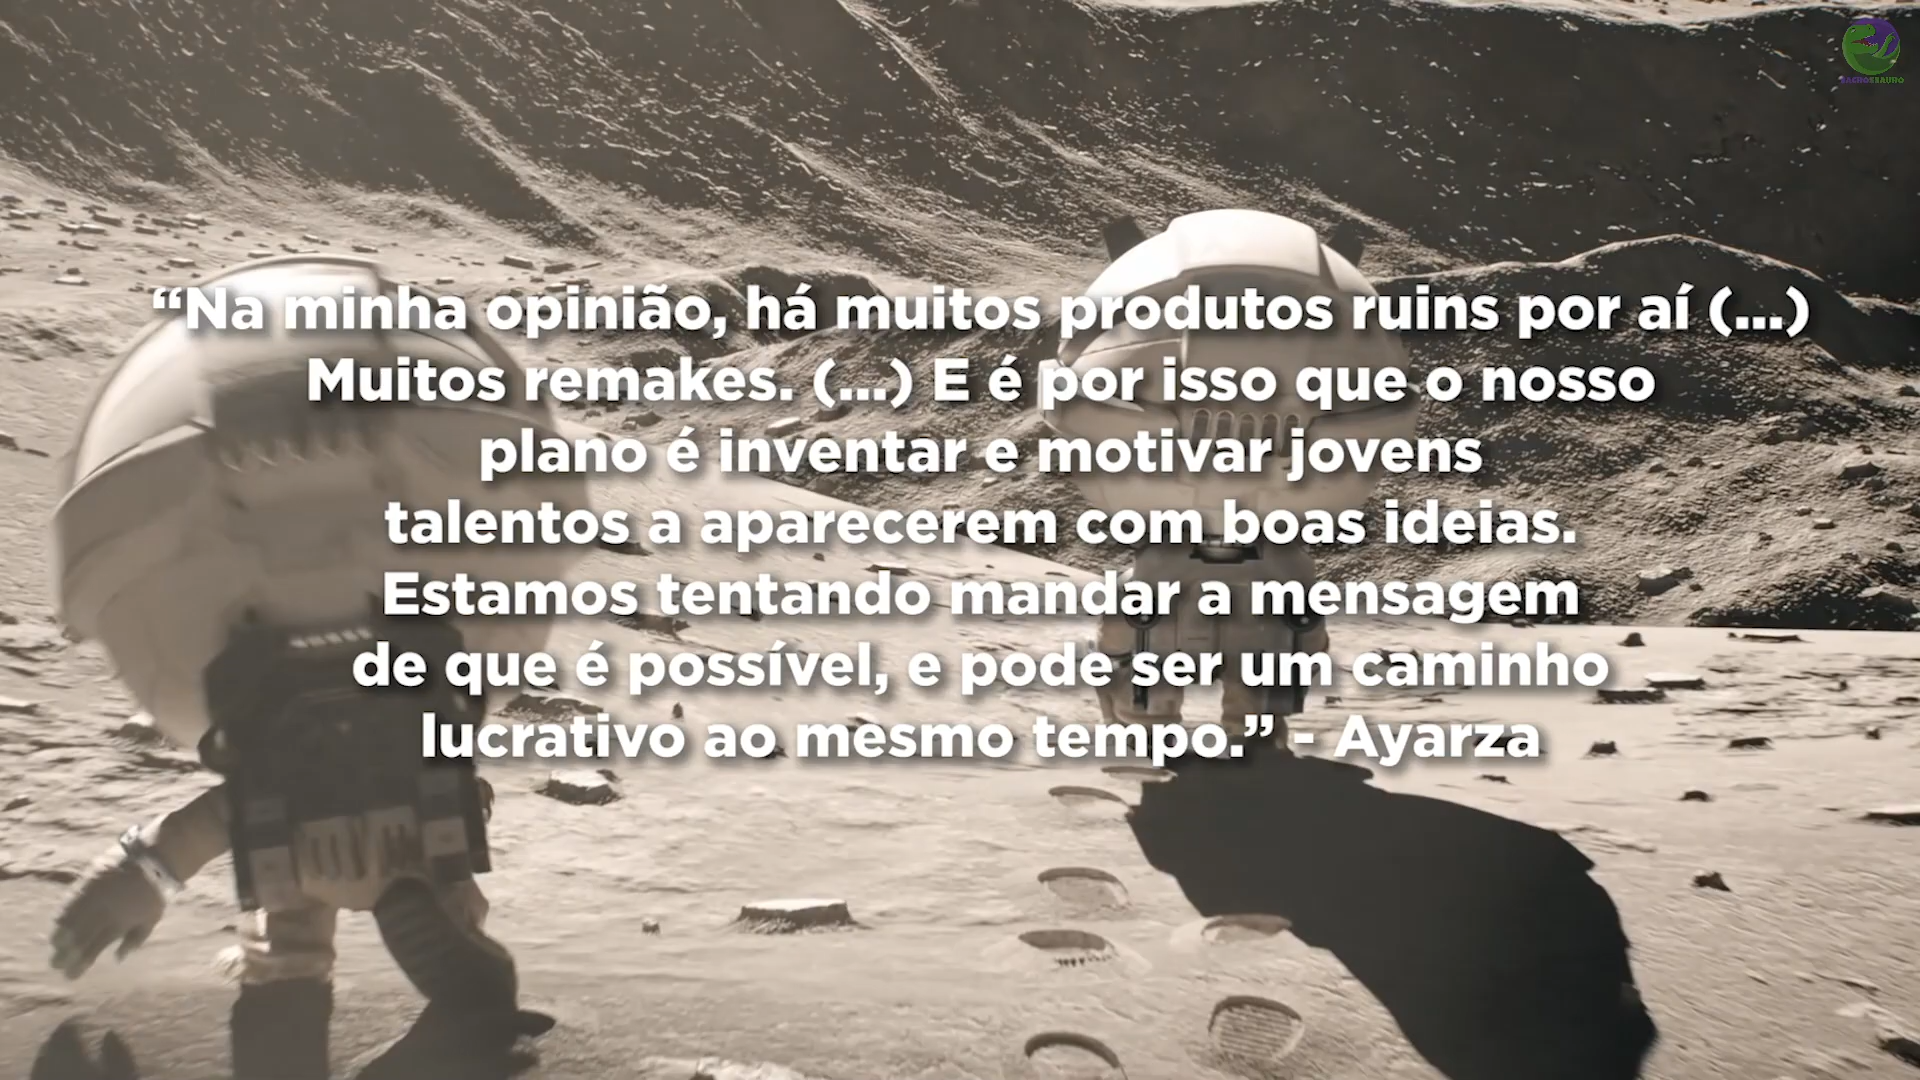 “Na minha opinião, há muitos produtos ruins por aí (...)
Muitos remakes. (...) E é por isso que o nosso
plano é inventar e motivar jovens
talentos a aparecerem com boas ideias.
Estamos tentando mandar a mensagem
de que é possível, e pode ser um caminho
lucrativo ao mesmo tempo.” - Ayarza